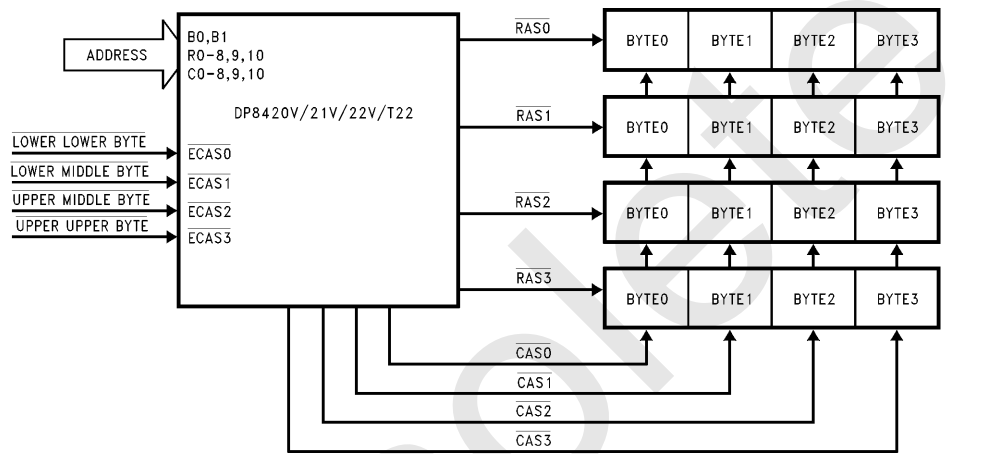 ADDRESS
B0,B1
R0-8,9,10
C0-8,9,10
DP8420V/21V/22V/T22
LOWER LOWER BYTE
ECAS0
LOWER MIDDLE BYTE
ECAS1
UPPER MIDDLE BYTE
ECAS2
UPPER UPPER BYTE
ECAS3
RAS0
BYTE0 BYTE1 BYTE2 BYTE3
RAS1
BYTE0 BYTE1 BYTE2 BYTE3
RAS2
BYTE0 BYTE1 BYTE2 BYTE3
RAS3
BYTE0 BYTE1 BYTE2 BYTE3
CAS0
CAS1
CAS2
CAS3
olete